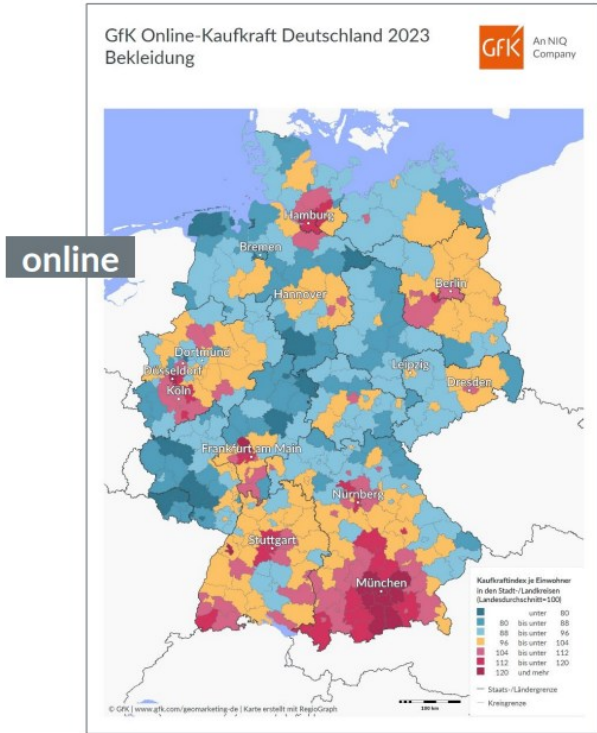 GfK Online-Kaufkraft Deutschland 2023
Bekleidung
GfK
An NIQ
Company
online
Hamburg
Bremen
Berlin
Hannover
Dortmund
Düsseldorf
Köln
Leipzig
Dresden
Frankfurt am Main
Nürnberg
Stuttgart
München
Kaufkraftindex je Einwohner
in den Stadt-/Landkreisen
(Landesdurchschnitt=100)
unter 80
80 bis unter 88
88 bis unter 96
96 bis unter 104
104 bis unter 112
112 bis unter 120
120 und mehr
Staats-/Ländergrenze
Kreisgrenze
100 km
© GfK | www.gfk.com/geomarketing-de | Karte erstellt mit RegioGraph